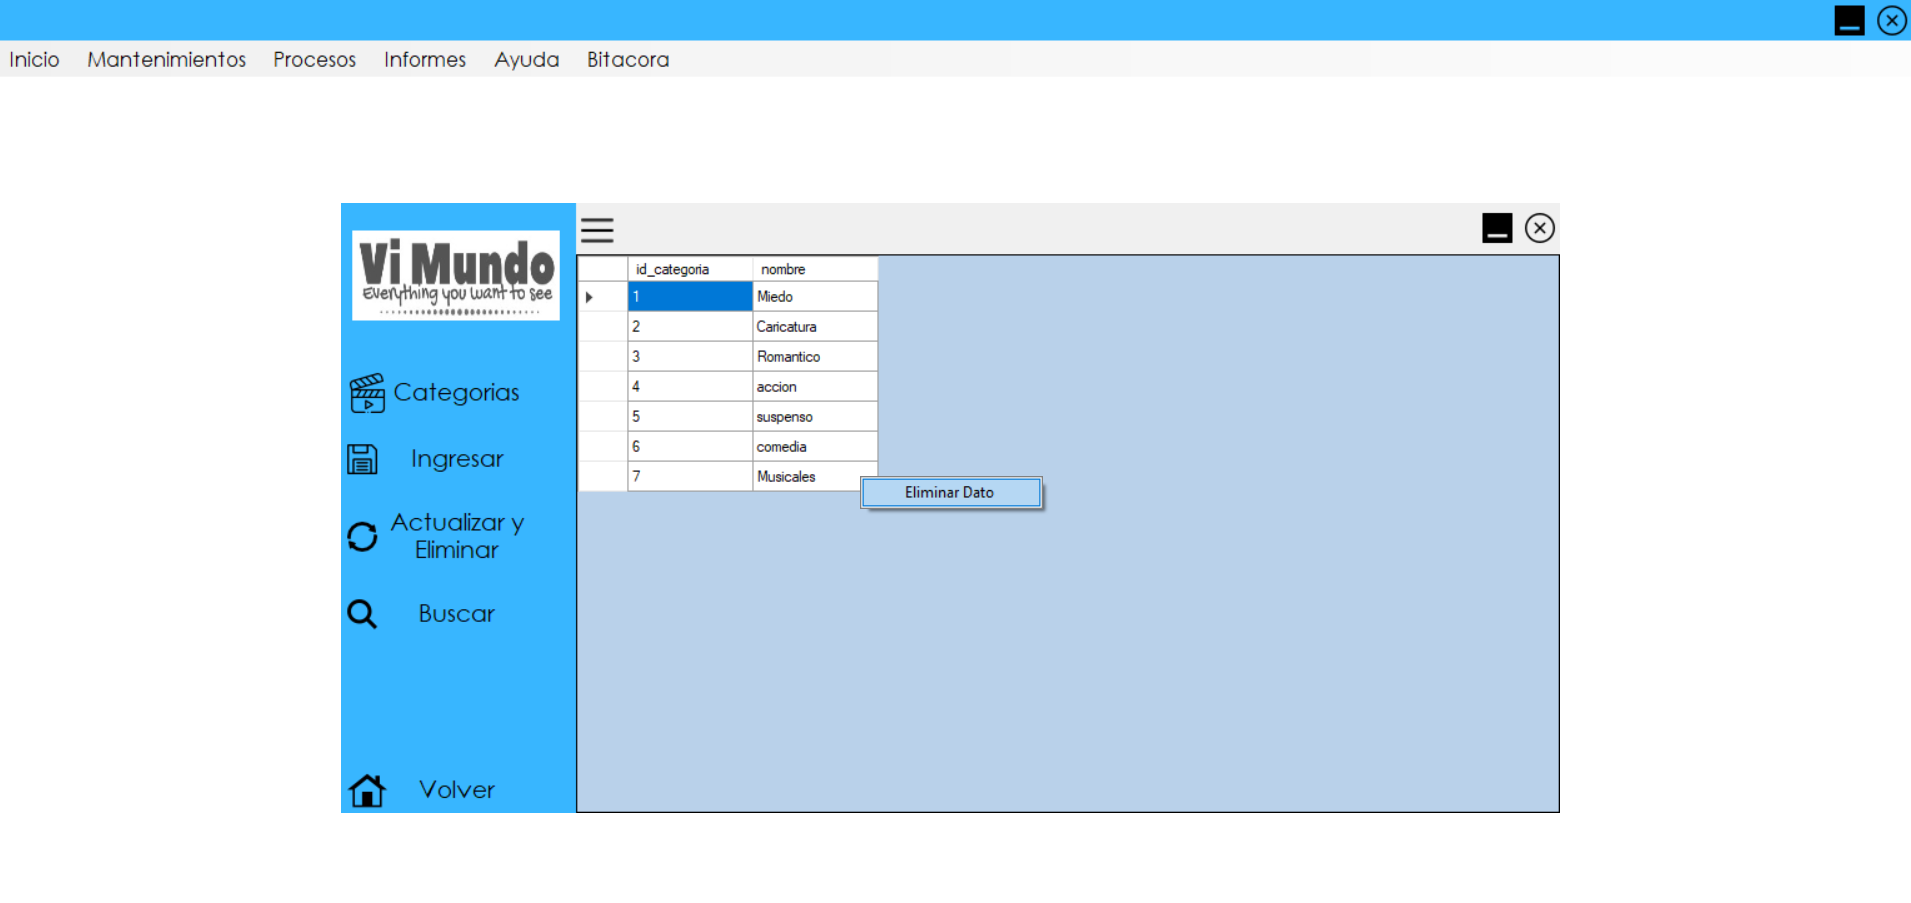 Inicio Mantenimientos Procesos Informes Ayuda Bitacora
Vi Mundo
Everything you want to see
Categorias
Ingresar
Actualizar y
Eliminar
Buscar
Volver
id_categoria nombre
1 Miedo
2 Caricatura
3 Romantico
4 accion
5 suspenso
6 comedia
7 Musicales
Eliminar Dato